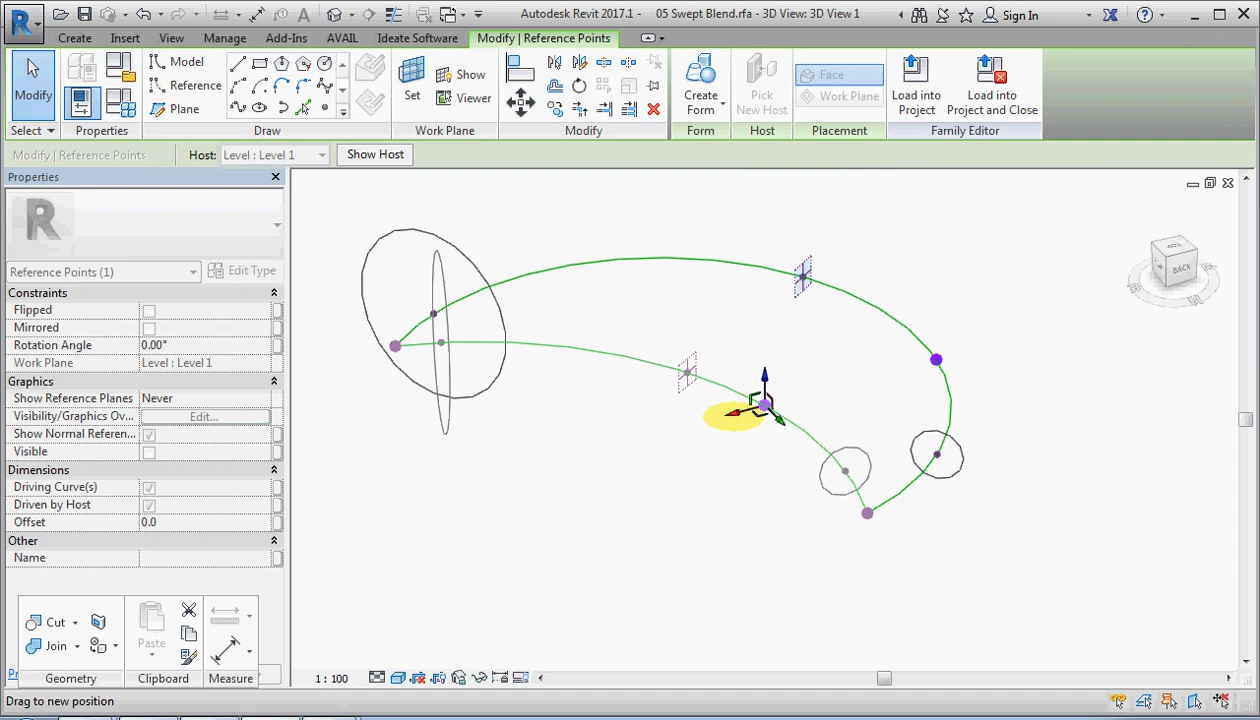 Autodesk Revit 2017.1 - 05 Swept Blend.rfa - 3D View: 3D View 1
Sign In
R
Create Insert View Manage Add-Ins AVAIL Ideate Software Modify | Reference Points
Modify
Select
Properties
Model
Reference
Plane
Draw
Set
Show
Viewer
Work Plane
Modify
Create Form
Form
Pick New Host
Host
Face
Work Plane
Placement
Load into Project
Load into Project and Close
Family Editor
Modify | Reference Points
Host: Level : Level 1
Show Host
Properties
R
Reference Points (1)
Edit Type
Constraints
Flipped
Mirrored
Rotation Angle 0.00°
Work Plane Level : Level 1
Graphics
Show Reference Planes Never
Visibility/Graphics Ov... Edit...
Show Normal Referen...
Visible
Dimensions
Driving Curve(s)
Driven by Host
Offset 0.0
Other
Name
Cut
Join
Geometry
Paste
Clipboard
Measure
BACK
1 : 100
Drag to new position